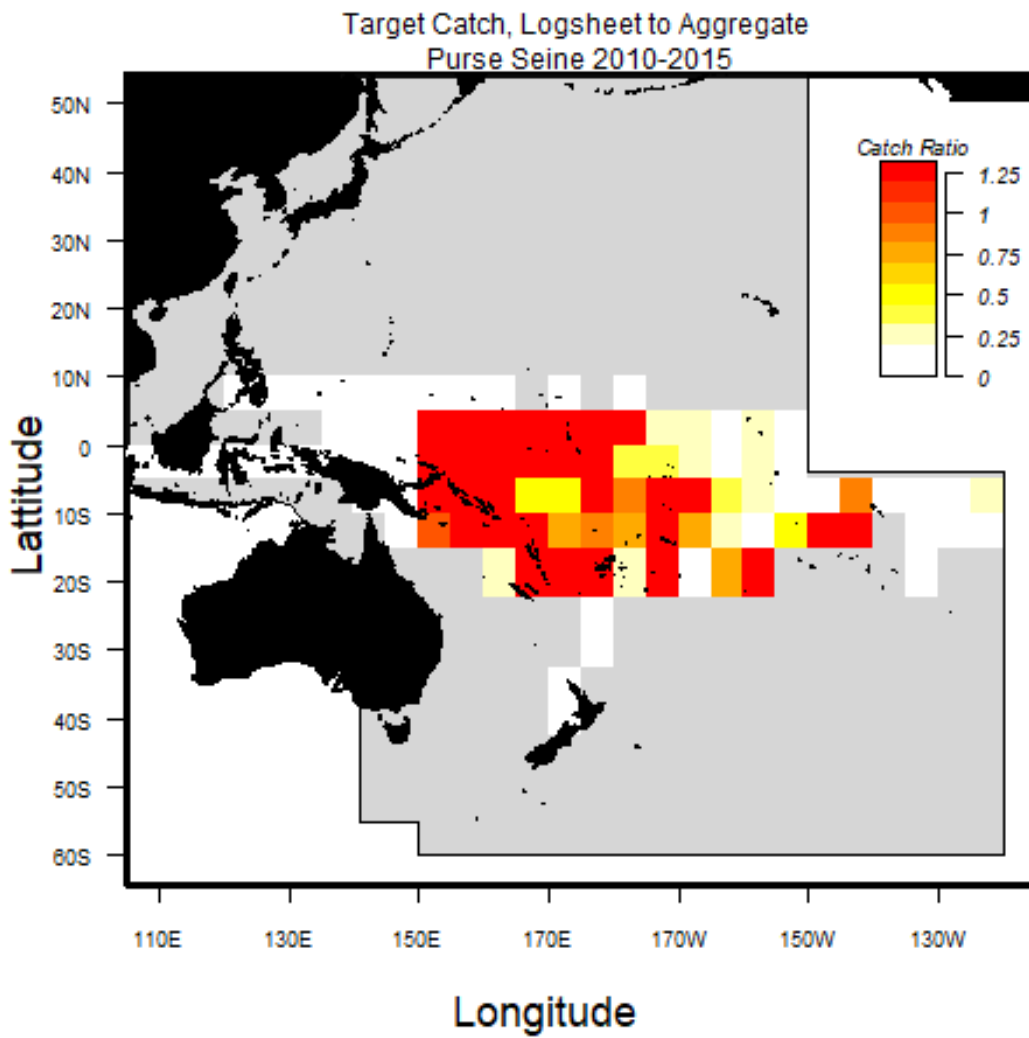 Target Catch, Logsheet to Aggregate
Purse Seine 2010-2015
50N
40N
30N
20N
10N
0
10S
20S
30S
40S
50S
60S
Lattitude
Catch Ratio
1.25
1
0.75
0.5
0.25
0
110E 130E 150E 170E 170W 150W 130W
Longitude